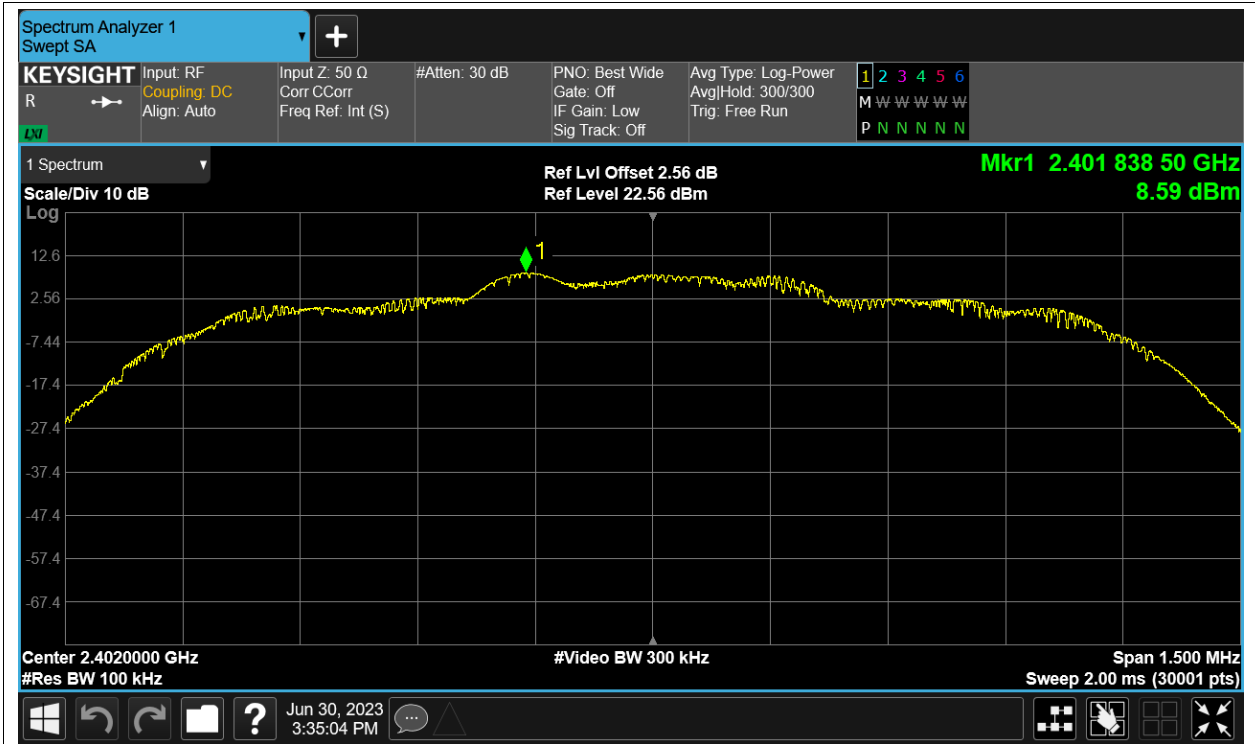 Spectrum Analyzer 1
Swept SA
KEYSIGHT
R
LXI
Input: RF
Coupling: DC
Align: Auto
Input Z: 50 Ω
Corr CCorr
Freq Ref: Int (S)
#Atten: 30 dB
PNO: Best Wide
Gate: Off
IF Gain: Low
Sig Track: Off
Avg Type: Log-Power
Avg|Hold: 300/300
Trig: Free Run
1 2 3 4 5 6
M W W W W W
P N N N N N
1 Spectrum
Scale/Div 10 dB
Log
Ref Lvl Offset 2.56 dB
Ref Level 22.56 dBm
Mkr1 2.401 838 50 GHz
8.59 dBm
1
12.6
2.56
-7.44
-17.4
-27.4
-37.4
-47.4
-57.4
-67.4
Center 2.4020000 GHz
#Video BW 300 kHz
Span 1.500 MHz
#Res BW 100 kHz
Sweep 2.00 ms (30001 pts)
?
Jun 30, 2023
3:35:04 PM